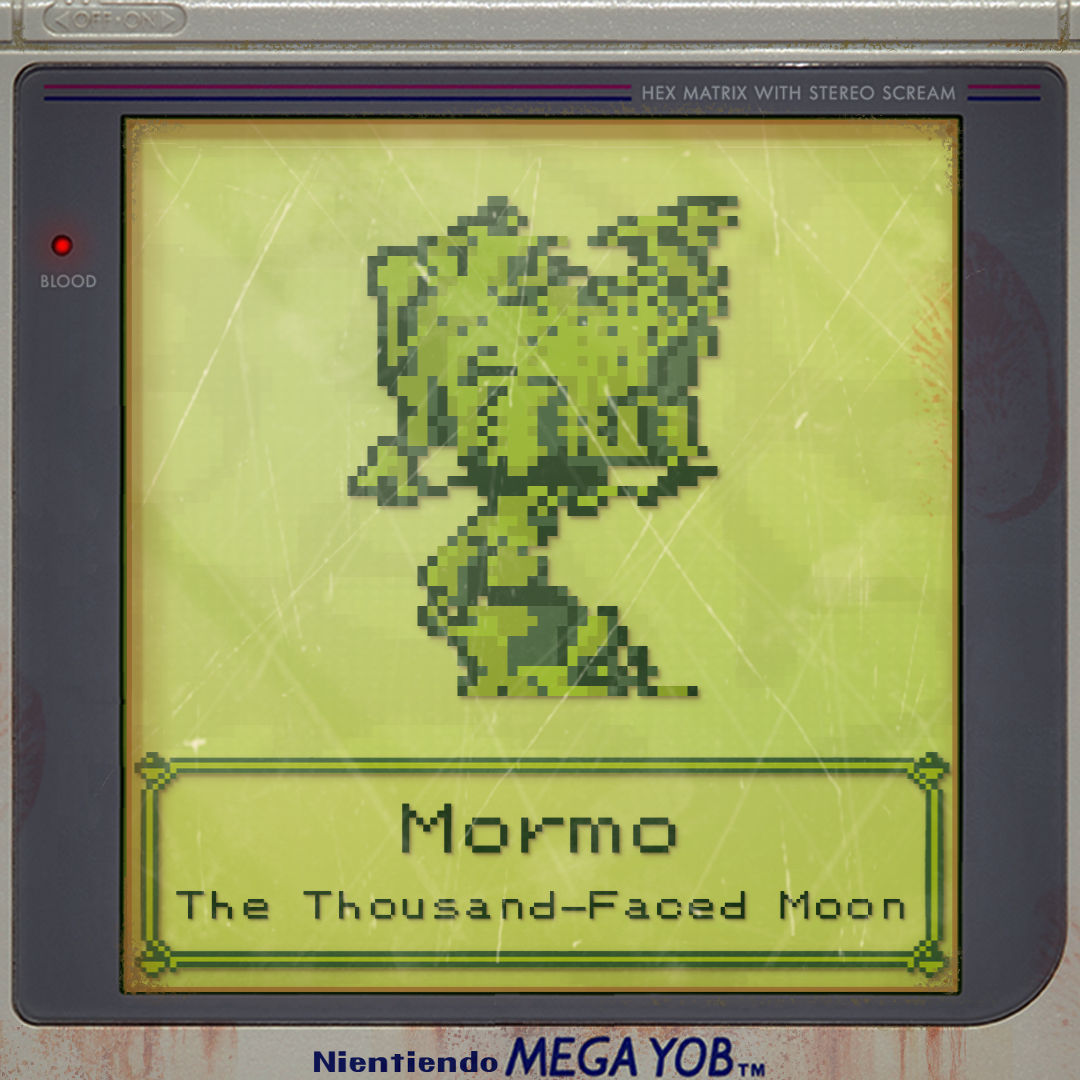 <OFF•ON>
HEX MATRIX WITH STEREO SCREAM
BLOOD
Mormo
The Thousand-Faced Moon
Nientiendo MEGA YOB™